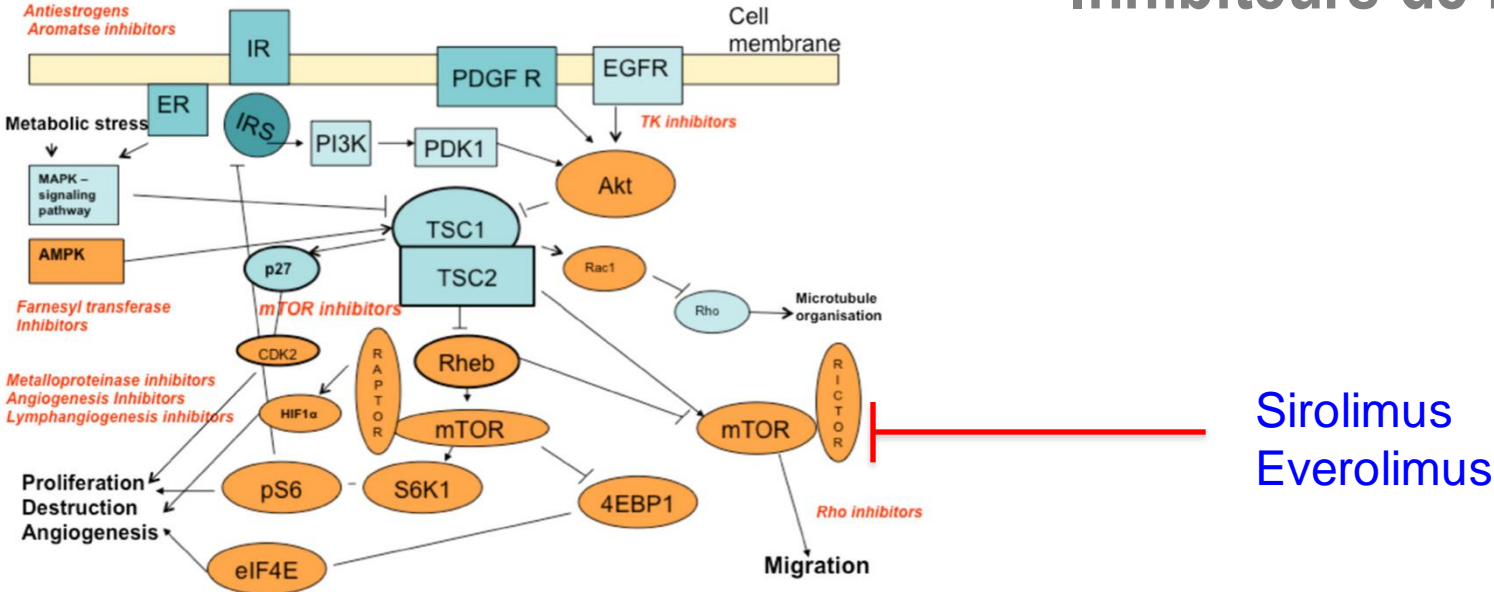 Inhibiteurs de
Antiestrogens
Aromatse inhibitors
Cell
membrane
IR
PDGF R
EGFR
ER
IRS
TK inhibitors
Metabolic stress
PI3K
PDK1
Akt
MAPK –
signaling
pathway
TSC1
AMPK
p27
TSC2
Rac1
Farnesyl transferase
Inhibitors
mTOR inhibitors
Rho
Microtubule
organisation
CDK2
RAPTOR
Rheb
RICTOR
Metalloproteinase inhibitors
Angiogenesis Inhibitors
Lymphangiogenesis inhibitors
HIF1α
mTOR
mTOR
Sirolimus
Everolimus
Proliferation
Destruction
Angiogenesis
pS6
S6K1
4EBP1
Rho inhibitors
eIF4E
Migration